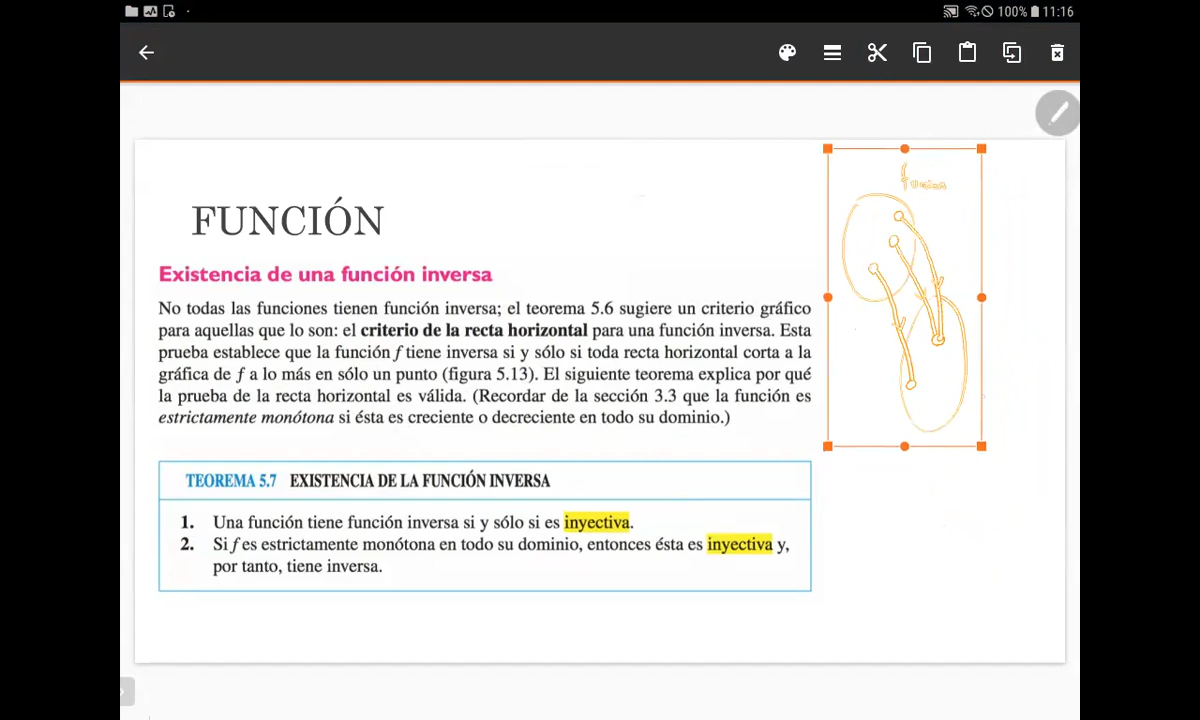 100% 11:16
función
FUNCIÓN
Existencia de una función inversa
No todas las funciones tienen función inversa; el teorema 5.6 sugiere un criterio gráfico
para aquellas que lo son: el criterio de la recta horizontal para una función inversa. Esta
prueba establece que la función f tiene inversa si y sólo si toda recta horizontal corta a la
gráfica de f a lo más en sólo un punto (figura 5.13). El siguiente teorema explica por qué
la prueba de la recta horizontal es válida. (Recordar de la sección 3.3 que la función es
estrictamente monótona si ésta es creciente o decreciente en todo su dominio.)
TEOREMA 5.7 EXISTENCIA DE LA FUNCIÓN INVERSA
1. Una función tiene función inversa si y sólo si es inyectiva.
2. Si f es estrictamente monótona en todo su dominio, entonces ésta es inyectiva y,
por tanto, tiene inversa.